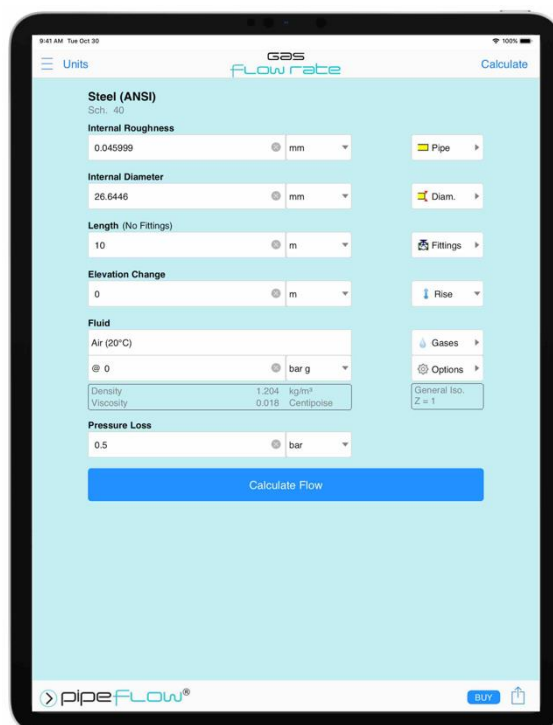 9:41 AM Tue Oct 30 100%
Units GAS FLOW rate Calculate
Steel (ANSI)
Sch. 40
Internal Roughness
0.045999 mm Pipe
Internal Diameter
26.6446 mm Diam.
Length (No Fittings)
10 m Fittings
Elevation Change
0 m Rise
Fluid
Air (20°C) Gases
@ 0 bar g Options
Density 1.204 kg/m³ General Iso.
Viscosity 0.018 Centipoise Z = 1
Pressure Loss
0.5 bar
Calculate Flow
pipeFLOW® BUY